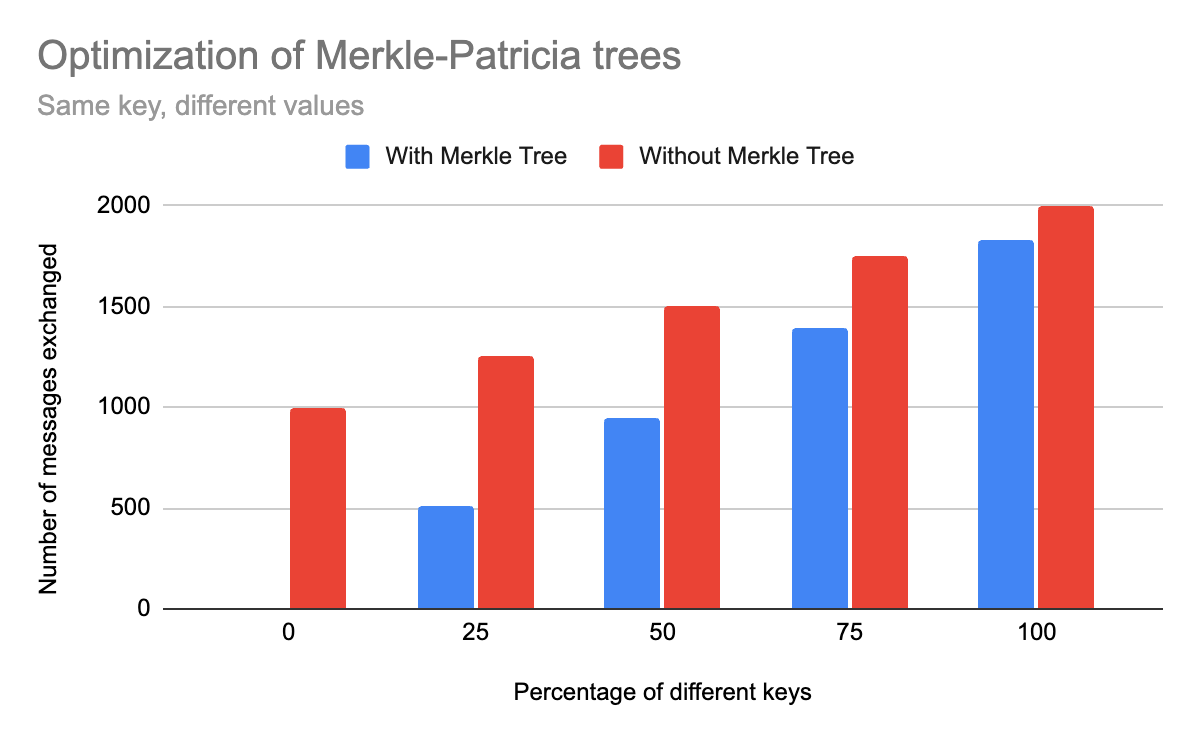 Optimization of Merkle-Patricia trees
Same key, different values
With Merkle Tree
Without Merkle Tree
Number of messages exchanged
2000
1500
1000
500
0
0
25
50
75
100
Percentage of different keys